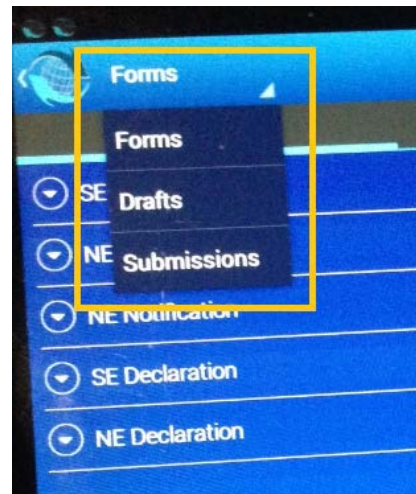 Forms
Forms
SE
Drafts
NE
Submissions
NE Notification
SE Declaration
NE Declaration